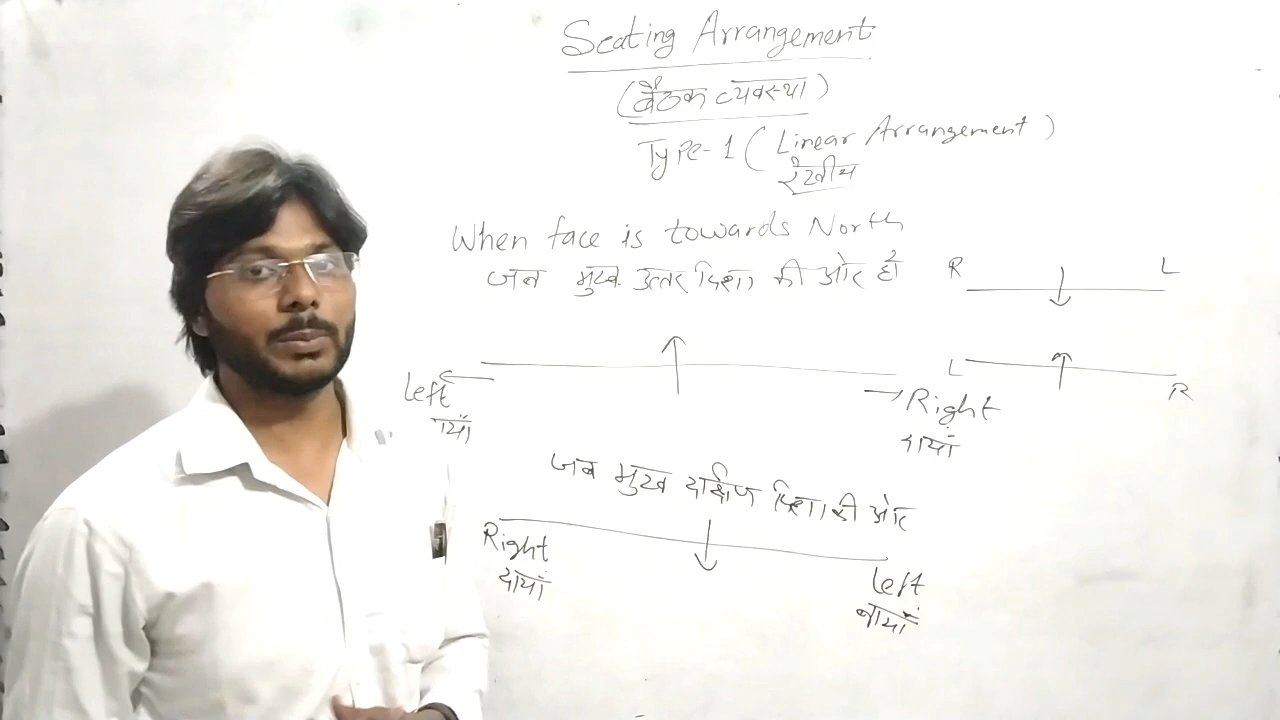 Seating Arrangement
(बैठक व्यवस्था)
Type-1 (Linear Arrangement)
रेखीय
When face is towards North
जब मुख उत्तर दिशा की ओर हो
R L
L R
Left Right
बायाँ दायाँ
जब मुख दक्षिण दिशा की ओर
Right left
दायाँ बायाँ